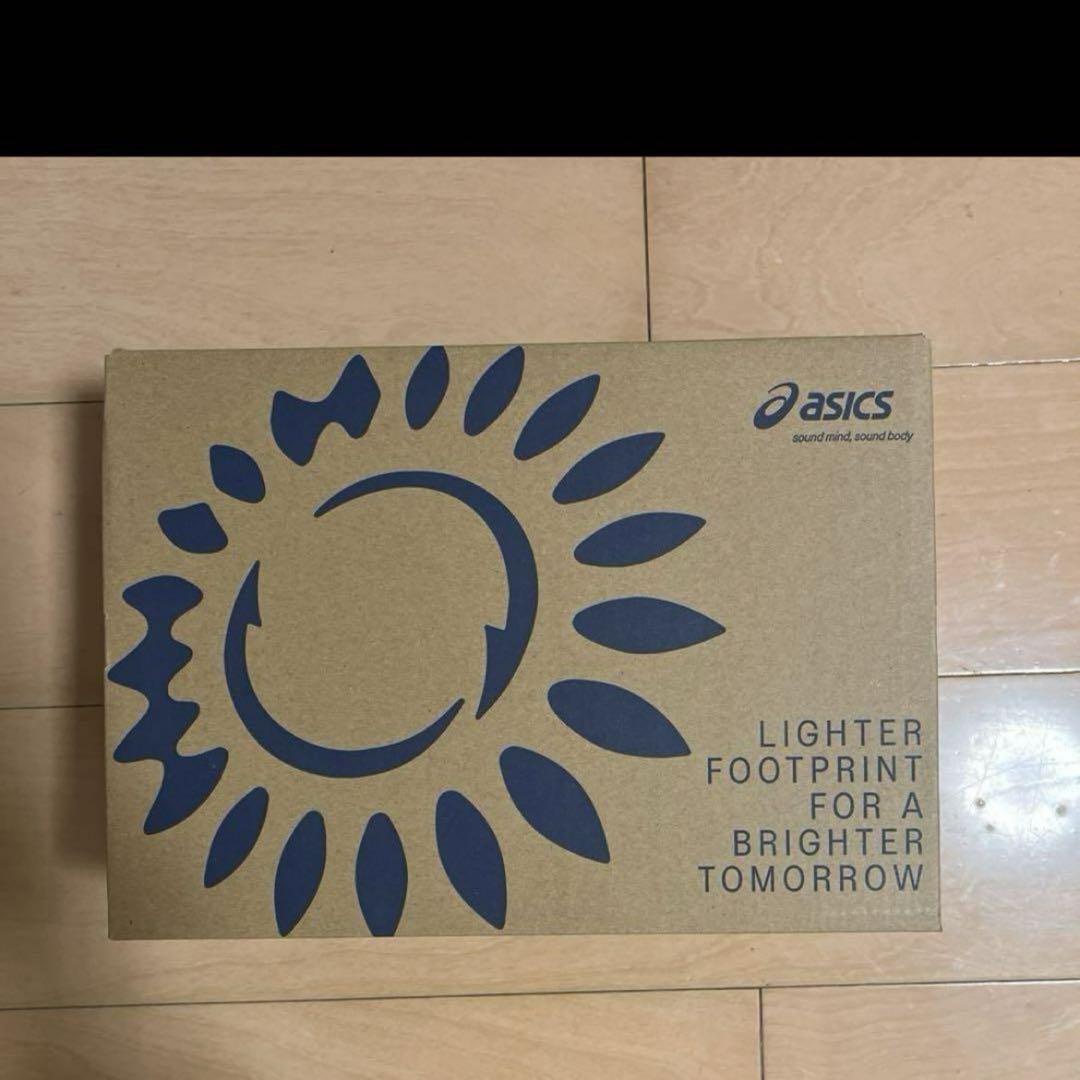 asics
sound mind, sound body
LIGHTER
FOOTPRINT
FOR A
BRIGHTER
TOMORROW